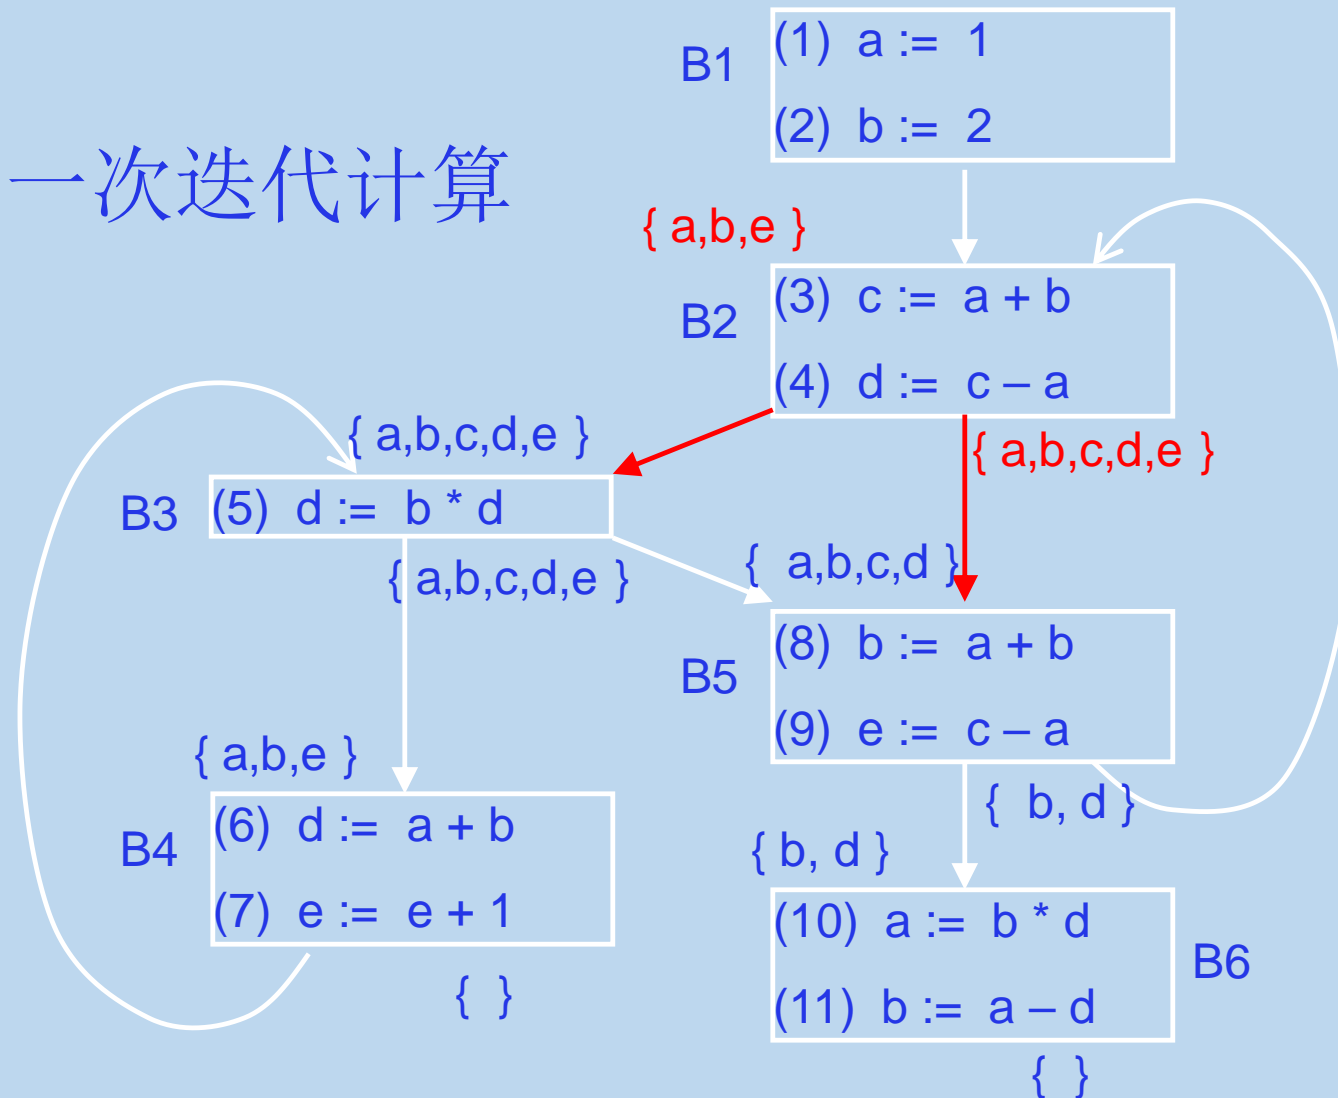 一次迭代计算
B1
(1) a := 1
(2) b := 2
{ a,b,e }
B2
(3) c := a + b
(4) d := c – a
{ a,b,c,d,e }
{ a,b,c,d,e }
B3
(5) d := b * d
{ a,b,c,d,e }
{ a,b,c,d }
B5
(8) b := a + b
(9) e := c – a
{ b, d }
{ a,b,e }
B4
(6) d := a + b
(7) e := e + 1
{ }
{ b, d }
(10) a := b * d
(11) b := a – d
B6
{ }